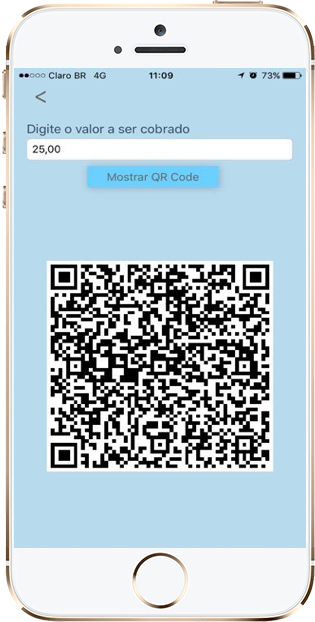 Claro BR 4G 11:09 73%
<
Digite o valor a ser cobrado
25,00
Mostrar QR Code